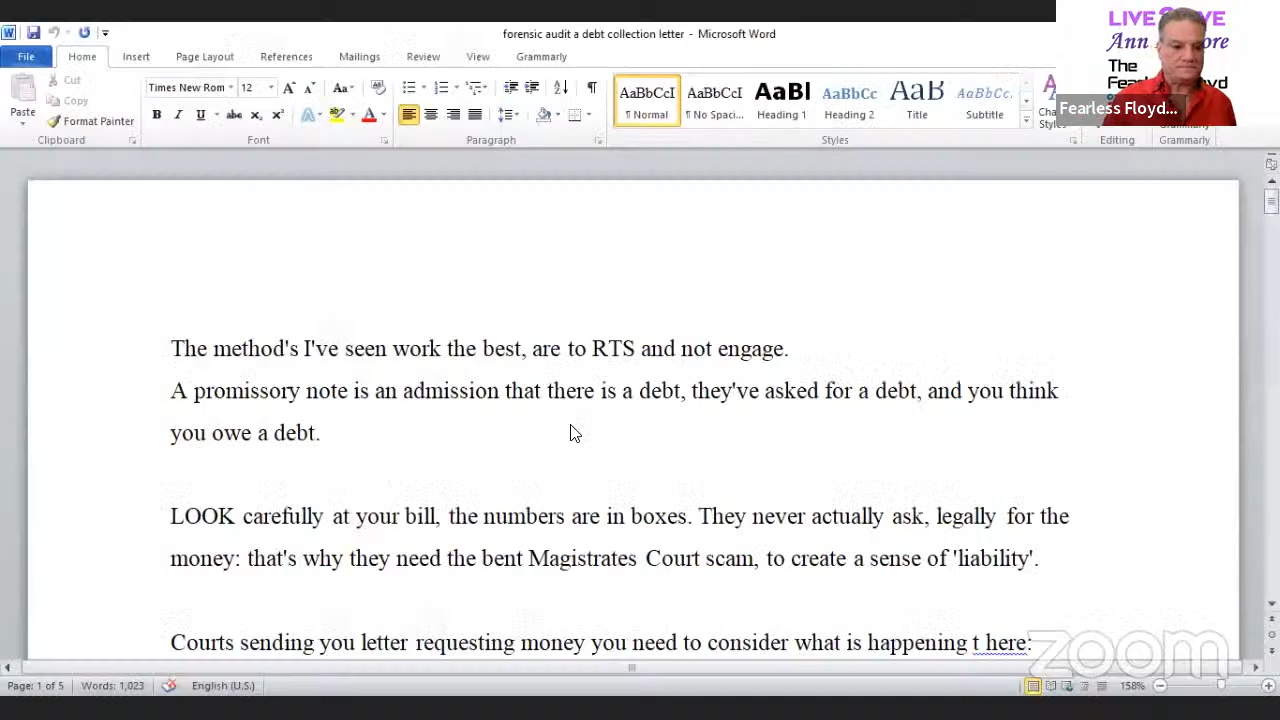 forensic audit a debt collection letter - Microsoft Word
File Home Insert Page Layout References Mailings Review View Grammarly
Cut
Copy
Format Painter
Paste
Clipboard
Times New Rom 12
Font
Paragraph
AaBbCcI AaBbCcI AaBl AaBbCc AaB AaBbCc.
¶ Normal ¶ No Spaci... Heading 1 Heading 2 Title Subtitle
Styles
Editing
Grammarly
Ann
The
Fearless Floyd...
The method's I've seen work the best, are to RTS and not engage.
A promissory note is an admission that there is a debt, they've asked for a debt, and you think
you owe a debt.
LOOK carefully at your bill, the numbers are in boxes. They never actually ask, legally for the
money: that's why they need the bent Magistrates Court scam, to create a sense of 'liability'.
Courts sending you letter requesting money you need to consider what is happening t here:
zoom
Page: 1 of 5 Words: 1,023 English (U.S.) 158%